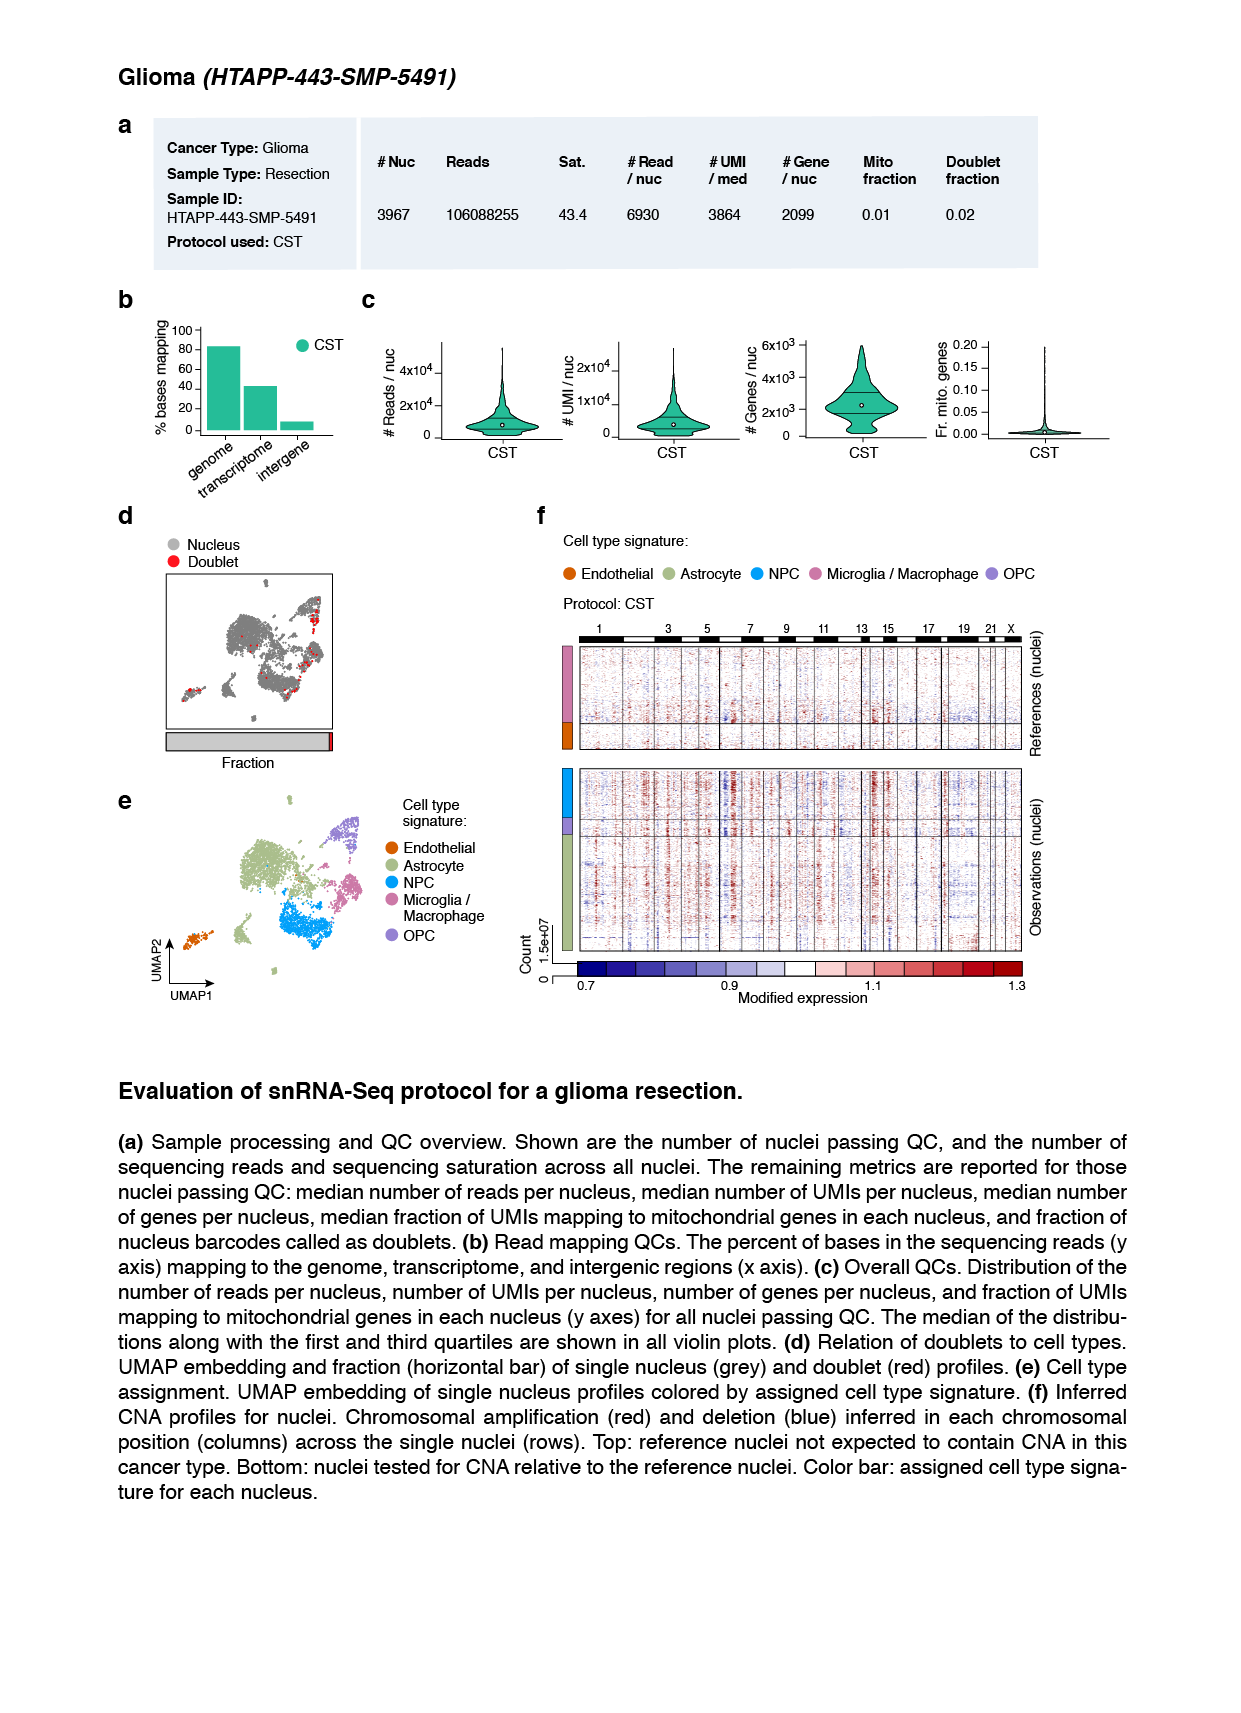 Glioma (HTAPP-443-SMP-5491)
a
Cancer Type: Glioma
Sample Type: Resection
Sample ID:
HTAPP-443-SMP-5491
Protocol used: CST
# Nuc Reads Sat. # Read / nuc # UMI / med # Gene / nuc Mito fraction Doublet fraction
3967 106088255 43.4 6930 3864 2099 0.01 0.02
b
% bases mapping
100
80
60
40
20
0
CST
genome
transcriptome
intergene
c
# Reads / nuc
4x10⁴
2x10⁴
0
CST
# UMI / nuc
2x10⁴
1x10⁴
0
CST
# Genes / nuc
6x10³
4x10³
2x10³
0
CST
Fr. mito. genes
0.20
0.15
0.10
0.05
0.00
CST
d
Nucleus
Doublet
Fraction
e
Cell type
signature:
Endothelial
Astrocyte
NPC
Microglia /
Macrophage
OPC
UMAP2
UMAP1
f
Cell type signature:
Endothelial Astrocyte NPC Microglia / Macrophage OPC
Protocol: CST
1 3 5 7 9 11 13 15 17 19 21 X
References (nuclei)
Observations (nuclei)
Count
0 1.5e+07
0.7 0.9 1.1 1.3
Modified expression
Evaluation of snRNA-Seq protocol for a glioma resection.
(a) Sample processing and QC overview. Shown are the number of nuclei passing QC, and the number of
sequencing reads and sequencing saturation across all nuclei. The remaining metrics are reported for those
nuclei passing QC: median number of reads per nucleus, median number of UMIs per nucleus, median number
of genes per nucleus, median fraction of UMIs mapping to mitochondrial genes in each nucleus, and fraction of
nucleus barcodes called as doublets. (b) Read mapping QCs. The percent of bases in the sequencing reads (y
axis) mapping to the genome, transcriptome, and intergenic regions (x axis). (c) Overall QCs. Distribution of the
number of reads per nucleus, number of UMIs per nucleus, number of genes per nucleus, and fraction of UMIs
mapping to mitochondrial genes in each nucleus (y axes) for all nuclei passing QC. The median of the distribu-
tions along with the first and third quartiles are shown in all violin plots. (d) Relation of doublets to cell types.
UMAP embedding and fraction (horizontal bar) of single nucleus (grey) and doublet (red) profiles. (e) Cell type
assignment. UMAP embedding of single nucleus profiles colored by assigned cell type signature. (f) Inferred
CNA profiles for nuclei. Chromosomal amplification (red) and deletion (blue) inferred in each chromosomal
position (columns) across the single nuclei (rows). Top: reference nuclei not expected to contain CNA in this
cancer type. Bottom: nuclei tested for CNA relative to the reference nuclei. Color bar: assigned cell type signa-
ture for each nucleus.